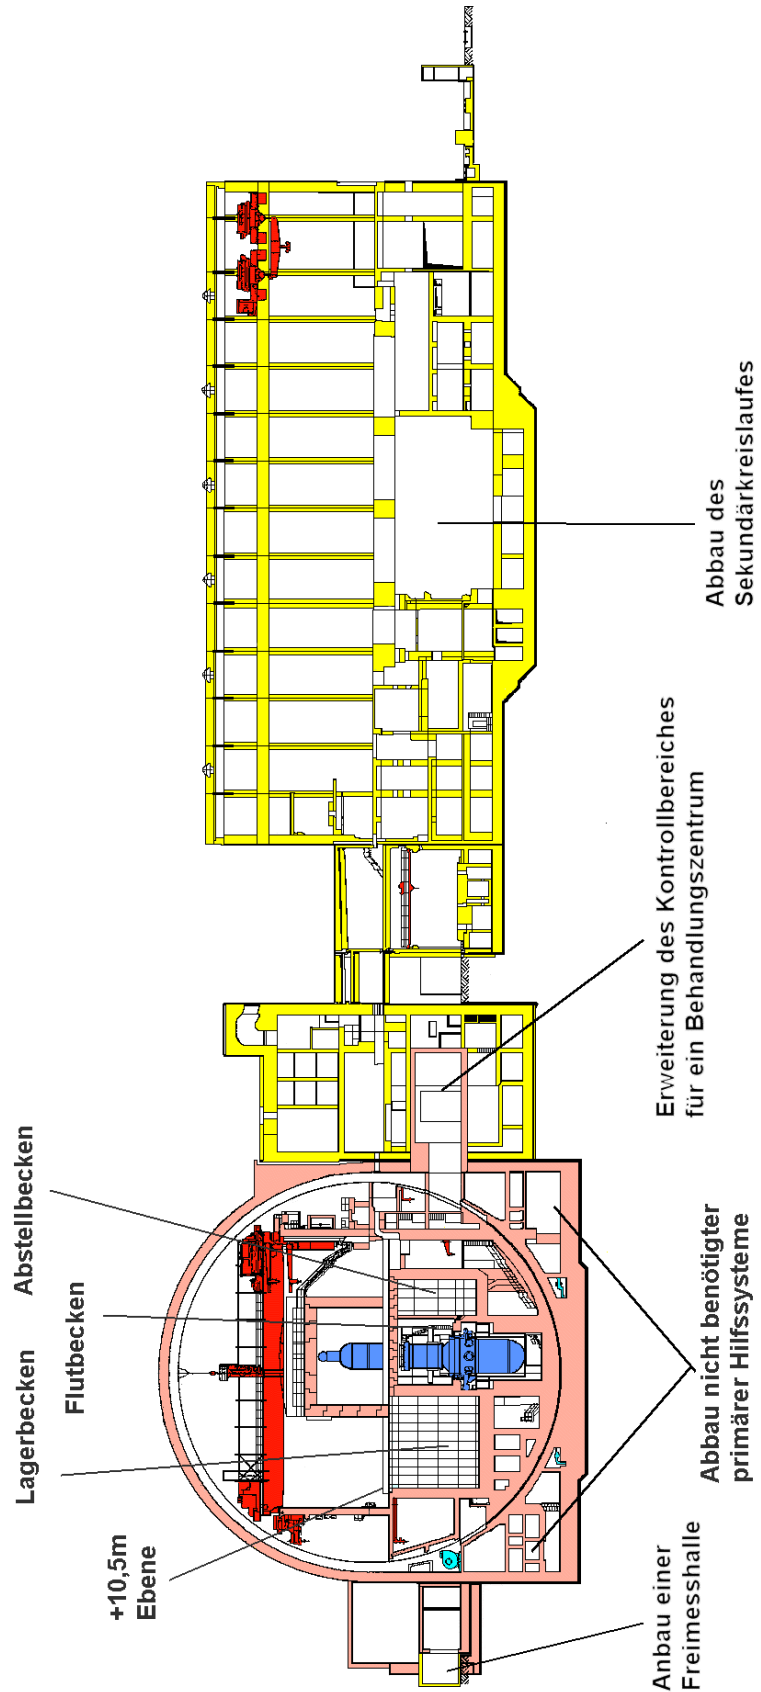 Lagerbecken
Abstellbecken
Flutbecken
+10,5m
Ebene
Anbau einer
Freimesshalle
Abbau nicht benötigter
primärer Hilfssysteme
Erweiterung des Kontrollbereiches
für ein Behandlungszentrum
Abbau des
Sekundärkreislaufes